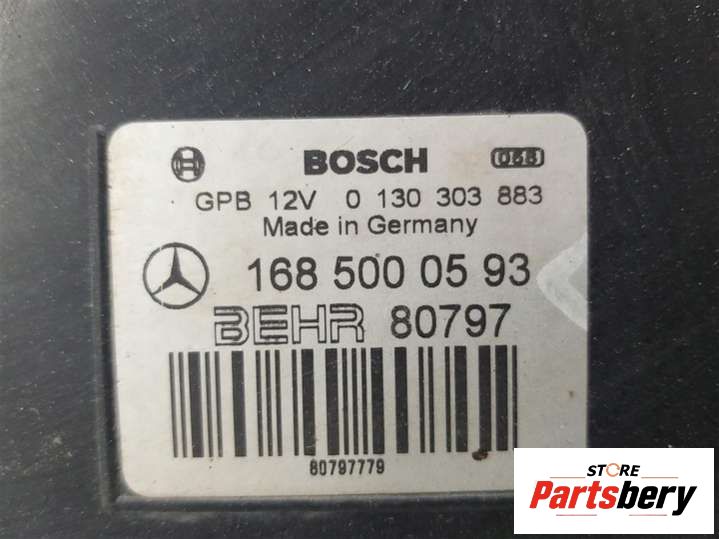 BOSCH 068
GPB 12V 0 130 303 883
Made in Germany
168 500 05 93
BEHR 80797
80797779
STORE
Partsbery